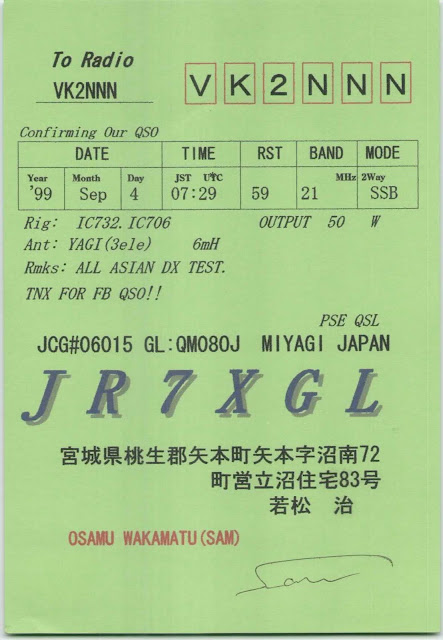 To Radio
VK2NNN
VK2NNN
Confirming Our QSO
DATE TIME RST BAND MODE
Year Month Day JST UTC MHz 2Way
'99 Sep 4 07:29 59 21 SSB
Rig: IC732.IC706 OUTPUT 50 W
Ant: YAGI(3ele) 6mH
Rmks: ALL ASIAN DX TEST.
TNX FOR FB QSO!!
PSE QSL
JCG#06015 GL:QM08OJ MIYAGI JAPAN
JR7XGL
宮城県桃生郡矢本町矢本字沼南72
町営立沼住宅83号
若松 治
OSAMU WAKAMATU(SAM)
Sam